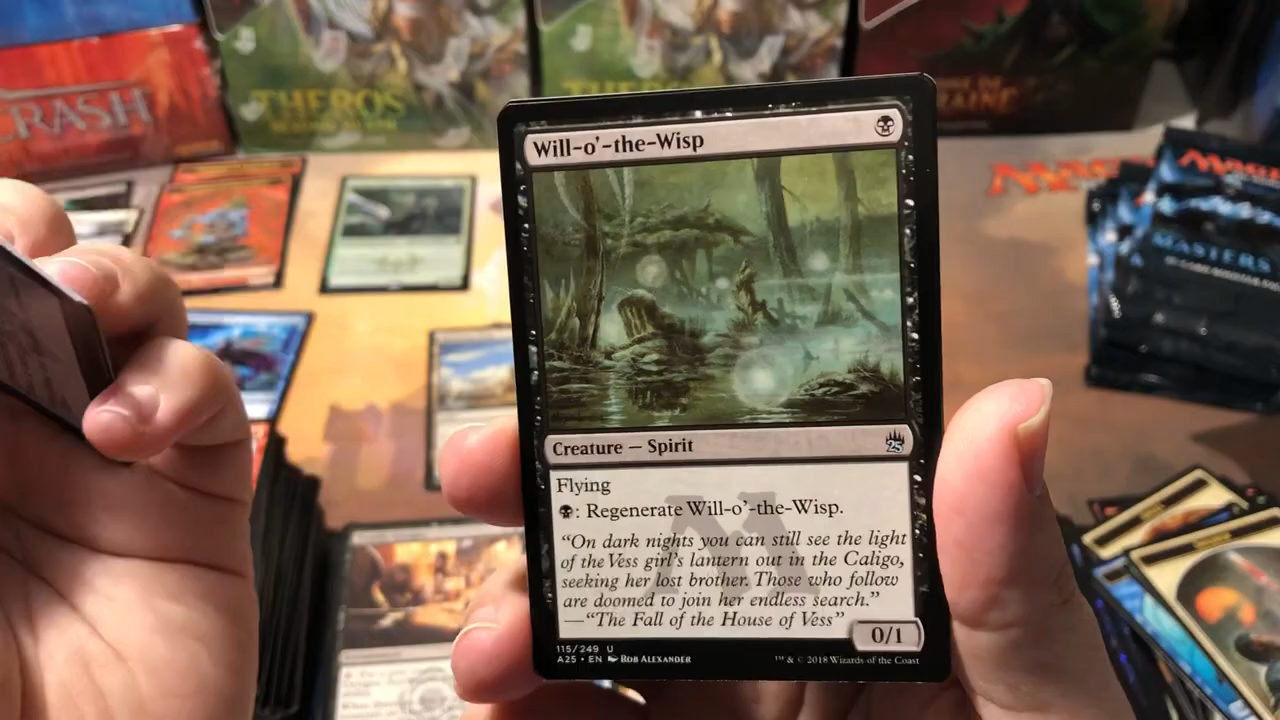 CRASH
THEROS
THEROS
MASTERS
Will-o'-the-Wisp
Creature — Spirit
25
Flying
: Regenerate Will-o'-the-Wisp.
"On dark nights you can still see the light
of the Vess girl's lantern out in the Caligo,
seeking her lost brother. Those who follow
are doomed to join her endless search."
—"The Fall of the House of Vess"
0/1
115/249 U
A25 • EN Rob Alexander
™ & © 2018 Wizards of the Coast